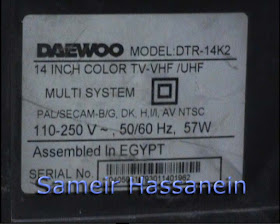 DAEWOO MODEL: DTR-14K2
14 INCH COLOR TV-VHF /UHF
MULTI SYSTEM
PAL/SECAM-B/G, DK, H,I/I, AV NTSC
110-250 V ~ 50/60 Hz, 57W
Assembled In EGYPT
SERIAL No.
Sameir Hassanein